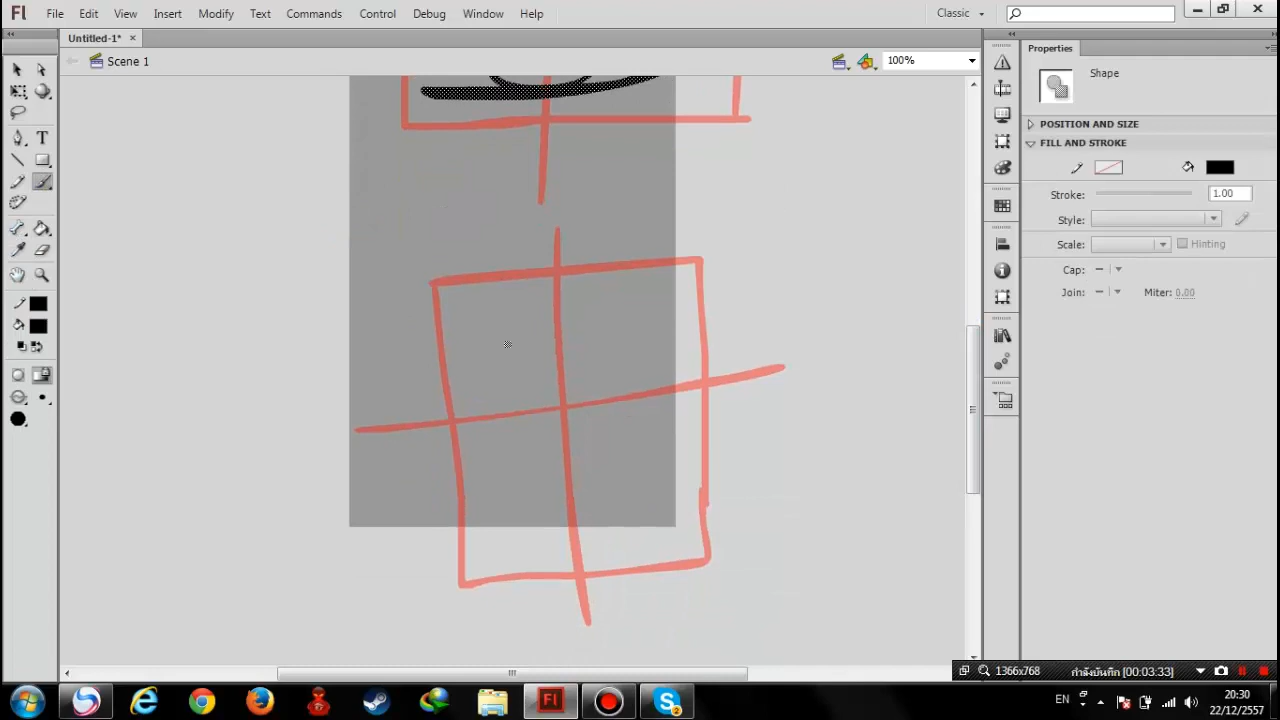 Fl File Edit View Insert Modify Text Commands Control Debug Window Help Classic
Untitled-1* ×
Scene 1 100%
Properties
Shape
POSITION AND SIZE
FILL AND STROKE
Stroke: 1.00
Style:
Scale: Hinting
Cap:
Join: Miter: 0.00
1366x768 กำลังบันทึก [00:03:33]
Fl 2 EN 20:30
22/12/2557